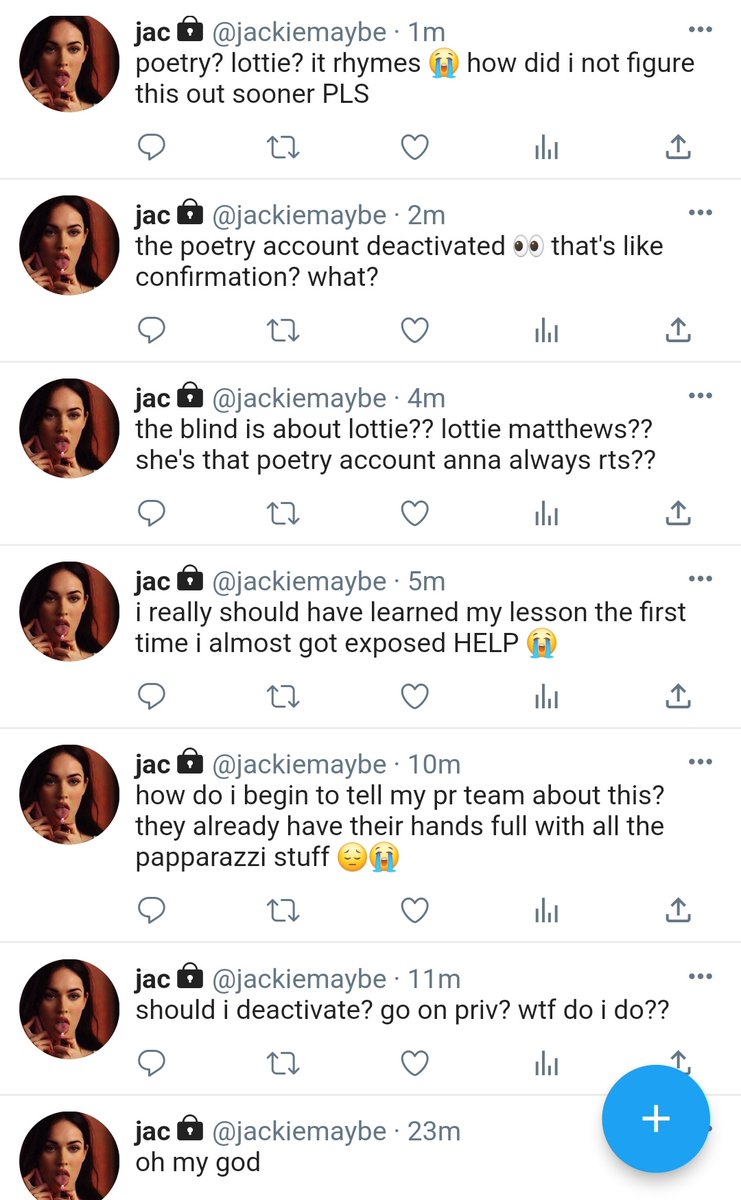 jac 🔒 @jackiemaybe · 1m
poetry? lottie? it rhymes 😭 how did i not figure
this out sooner PLS
jac 🔒 @jackiemaybe · 2m
the poetry account deactivated 👀 that's like
confirmation? what?
jac 🔒 @jackiemaybe · 4m
the blind is about lottie?? lottie matthews??
she's that poetry account anna always rts??
jac 🔒 @jackiemaybe · 5m
i really should have learned my lesson the first
time i almost got exposed HELP 😭
jac 🔒 @jackiemaybe · 10m
how do i begin to tell my pr team about this?
they already have their hands full with all the
papparazzi stuff 😔😭
jac 🔒 @jackiemaybe · 11m
should i deactivate? go on priv? wtf do i do??
jac 🔒 @jackiemaybe · 23m
oh my god